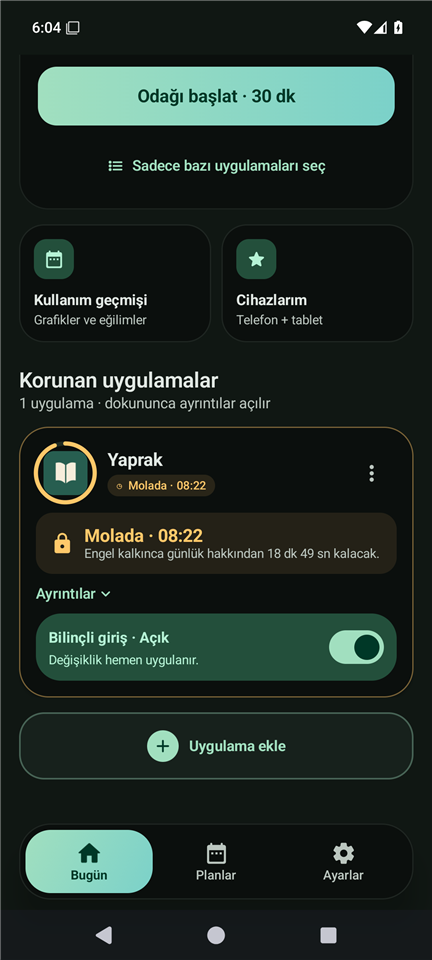 6:04
Odağı başlat · 30 dk
Sadece bazı uygulamaları seç
Kullanım geçmişi
Grafikler ve eğilimler
Cihazlarım
Telefon + tablet
Korunan uygulamalar
1 uygulama · dokununca ayrıntılar açılır
Yaprak
Molada · 08:22
Molada · 08:22
Engel kalkınca günlük hakkından 18 dk 49 sn kalacak.
Ayrıntılar
Bilinçli giriş · Açık
Değişiklik hemen uygulanır.
Uygulama ekle
Bugün
Planlar
Ayarlar